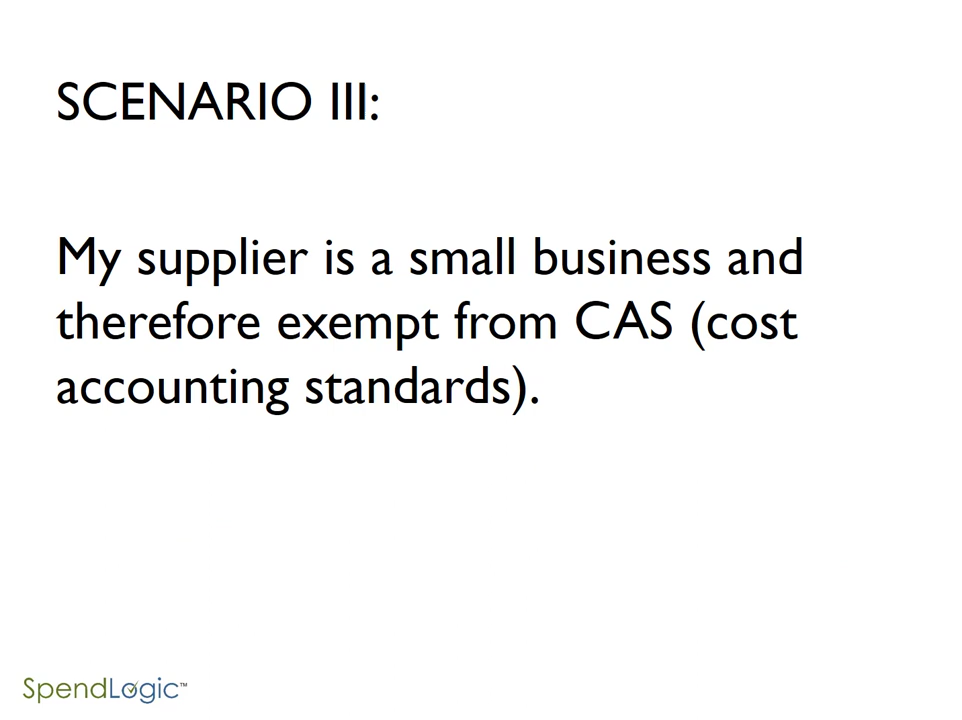 SCENARIO III:
My supplier is a small business and
therefore exempt from CAS (cost
accounting standards).
SpendLogic™